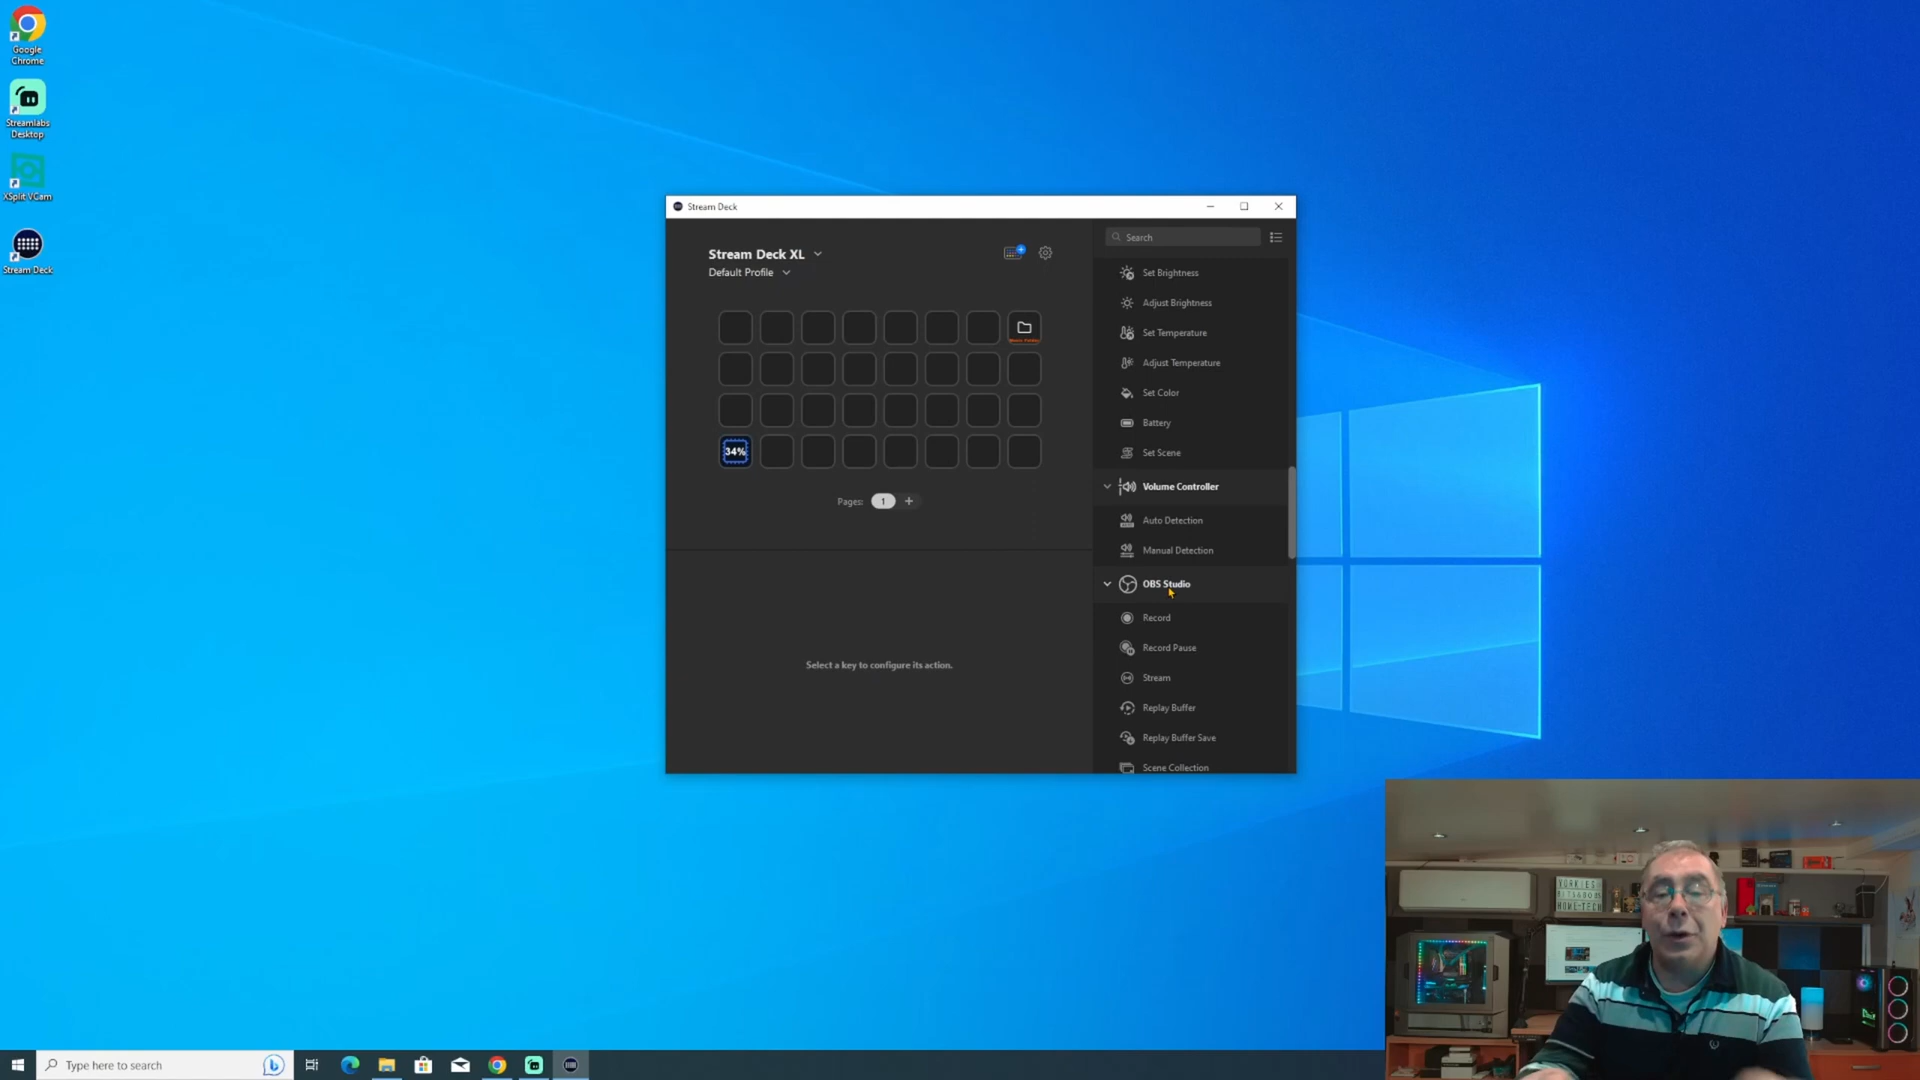 Google
Chrome
Streamlabs
Desktop
XSplit VCam
Stream Deck
Stream Deck
Stream Deck XL
Default Profile
34%
Pages:
1
+
Select a key to configure its action.
Search
Set Brightness
Adjust Brightness
Set Temperature
Adjust Temperature
Set Color
Battery
Set Scene
Volume Controller
Auto Detection
Manual Detection
OBS Studio
Record
Record Pause
Stream
Replay Buffer
Replay Buffer Save
Scene Collection
HOWL-TECH
Type here to search